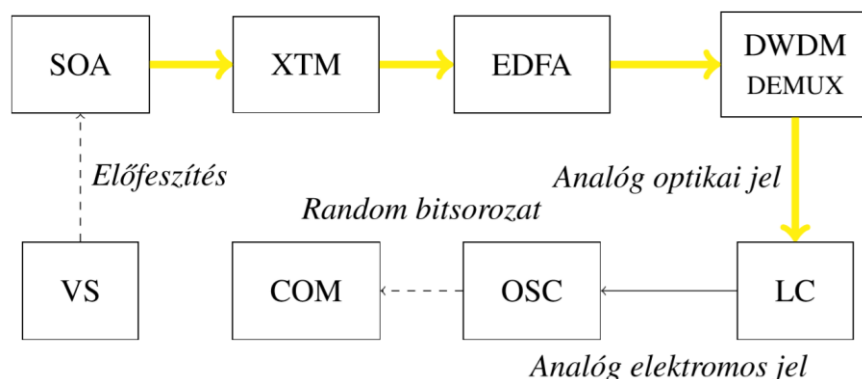 SOA
XTM
EDFA
DWDM
DEMUX
Előfeszítés
Analóg optikai jel
Random bitsorozat
VS
COM
OSC
LC
Analóg elektromos jel